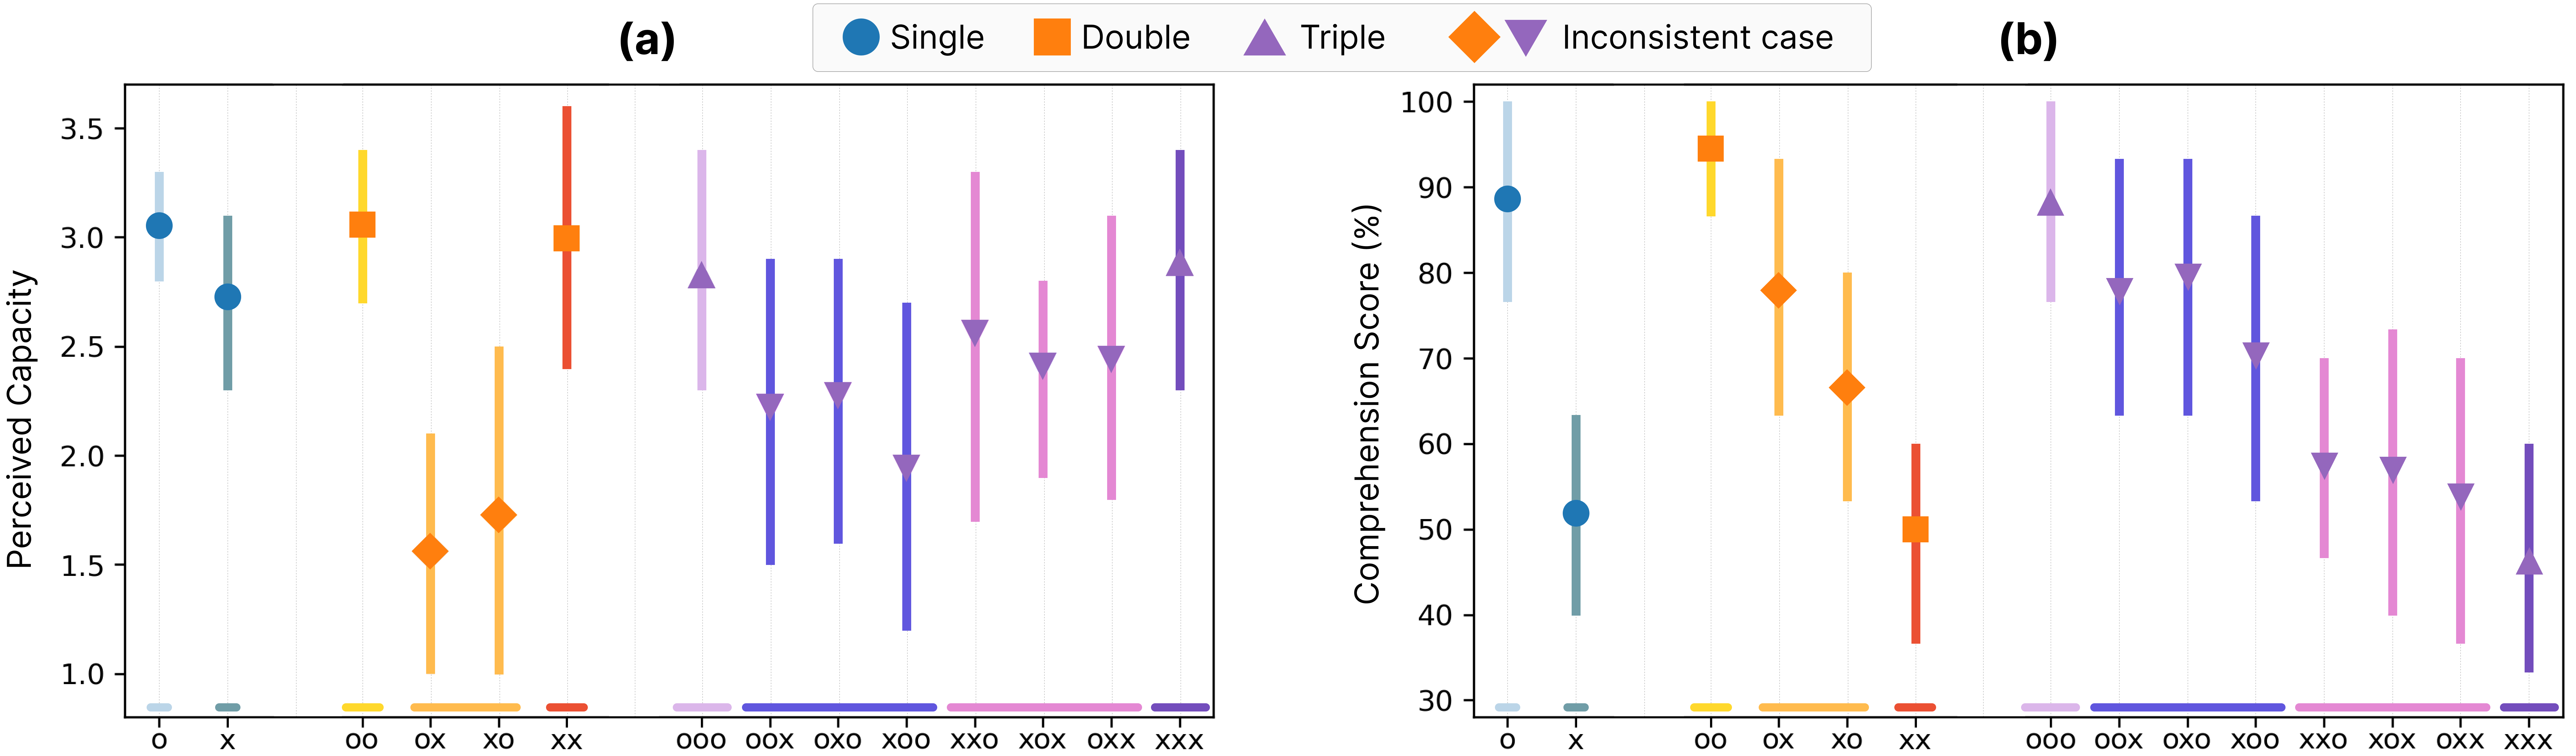 (a)
Single
Double
Triple
Inconsistent case
(b)
Perceived Capacity
3.5
3.0
2.5
2.0
1.5
1.0
o x oo ox xo xx ooo oox oxo xoo xxo xox oxx xxx
Comprehension Score (%)
100
90
80
70
60
50
40
30
o x oo ox xo xx ooo oox oxo xoo xxo xox oxx xxx